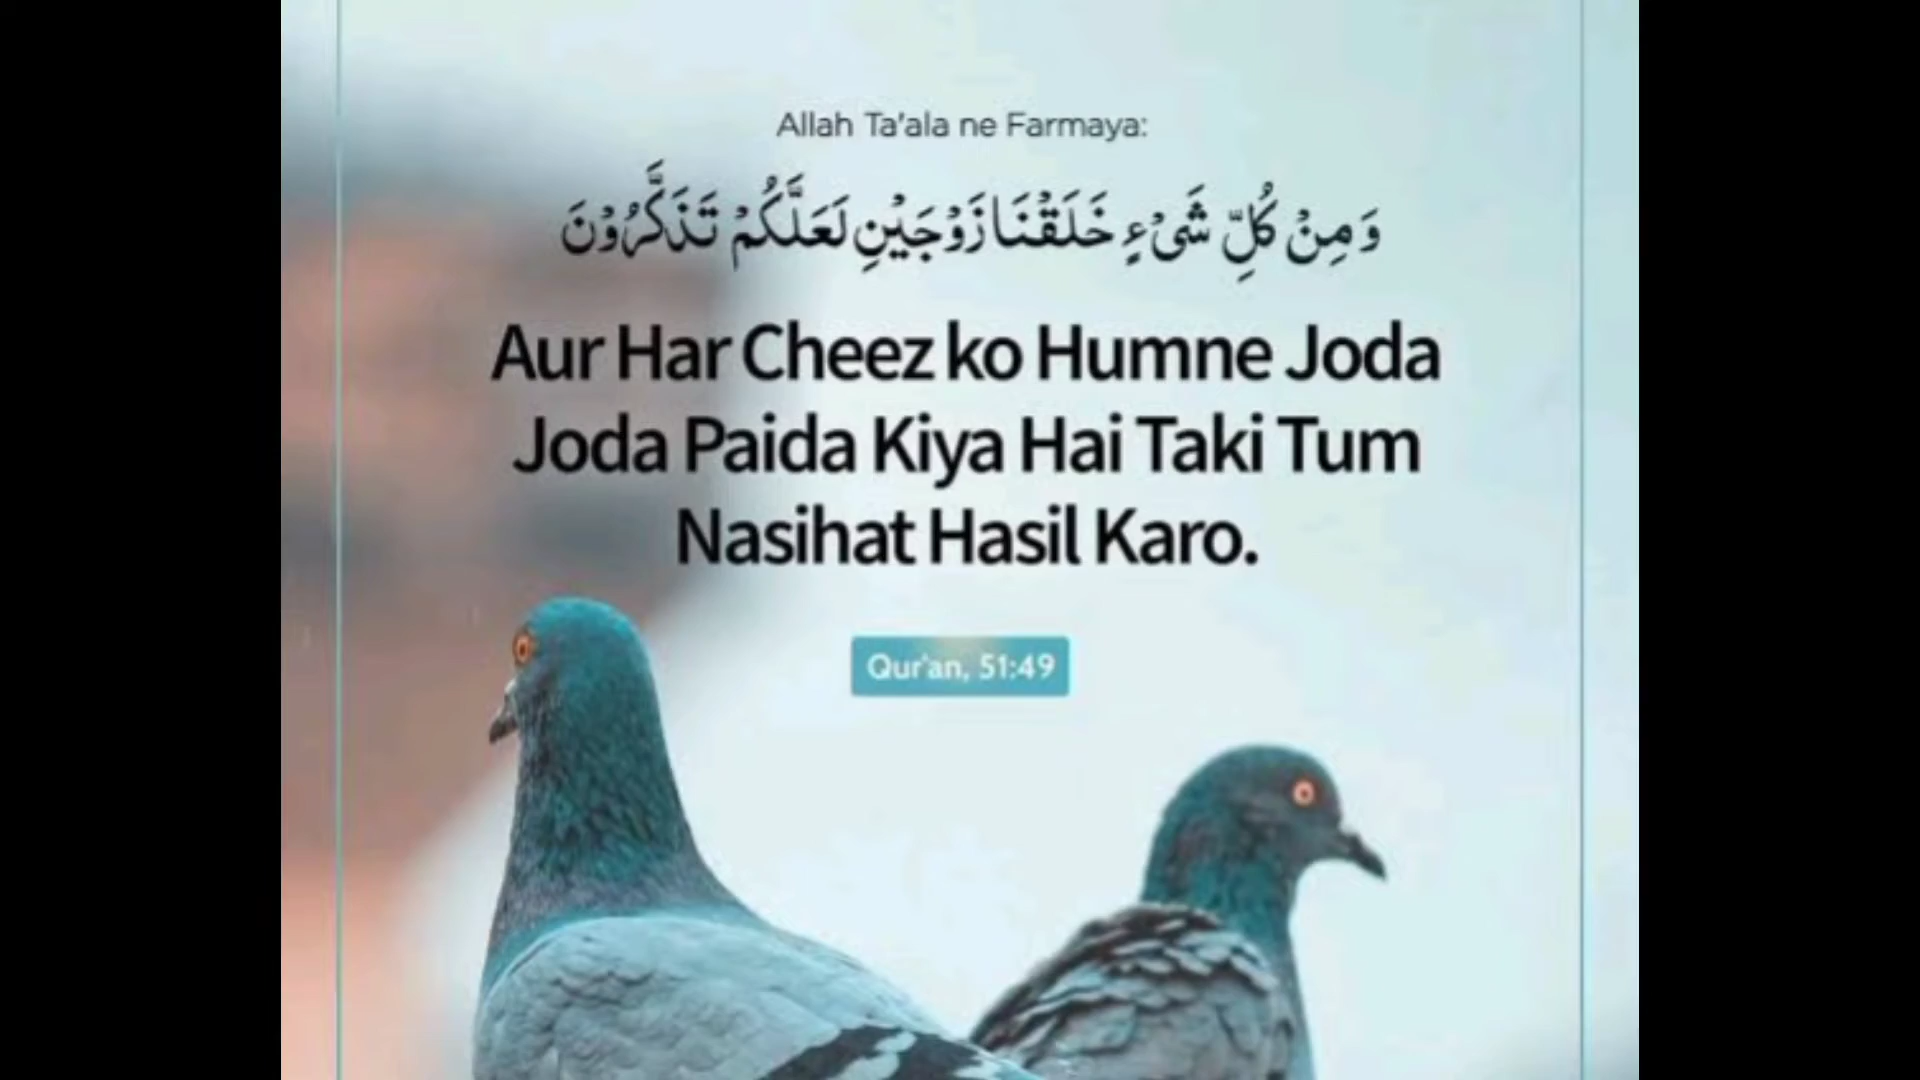 Allah Ta'ala ne Farmaya:
وَمِنْ كُلِّ شَيْءٍ خَلَقْنَا زَوْجَيْنِ لَعَلَّكُمْ تَذَكَّرُوْنَ
Aur Har Cheez ko Humne Joda
Joda Paida Kiya Hai Taki Tum
Nasihat Hasil Karo.
Qur'an, 51:49